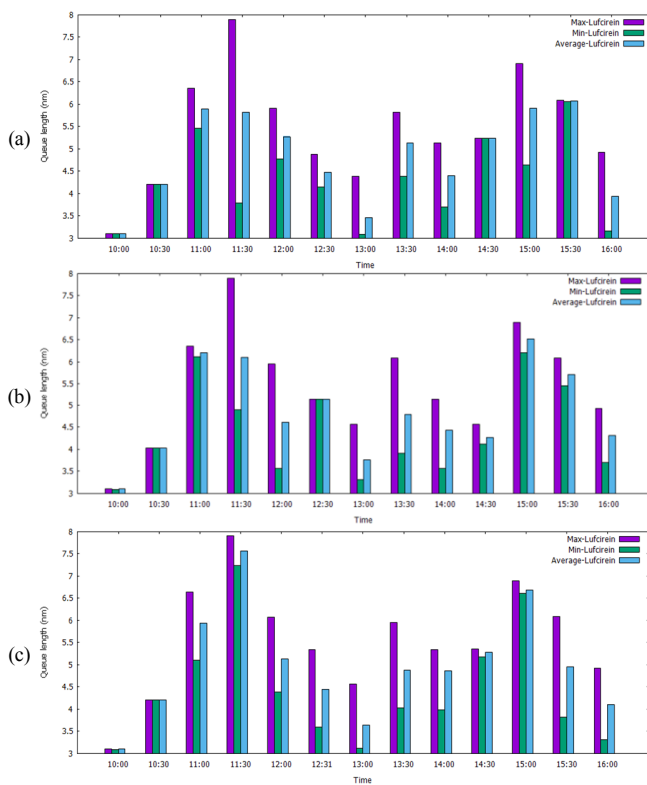 (a)
Queue length (nm)
8
7.5
7
6.5
6
5.5
5
4.5
4
3.5
3
Max-Lufcirein
Min-Lufcirein
Average-Lufcirein
10:00 10:30 11:00 11:30 12:00 12:30 13:00 13:30 14:00 14:30 15:00 15:30 16:00
Time
(b)
Queue length (nm)
8
7.5
7
6.5
6
5.5
5
4.5
4
3.5
3
Max-Lufcirein
Min-Lufcirein
Average-Lufcirein
10:00 10:30 11:00 11:30 12:00 12:31 13:00 13:30 14:00 14:30 15:00 15:30 16:00
Time
(c)
Queue length (nm)
8
7.5
7
6.5
6
5.5
5
4.5
4
3.5
3
Max-Lufcirein
Min-Lufcirein
Average-Lufcirein
10:00 10:30 11:00 11:30 12:00 12:31 13:00 13:30 14:00 14:30 15:00 15:30 16:00
Time